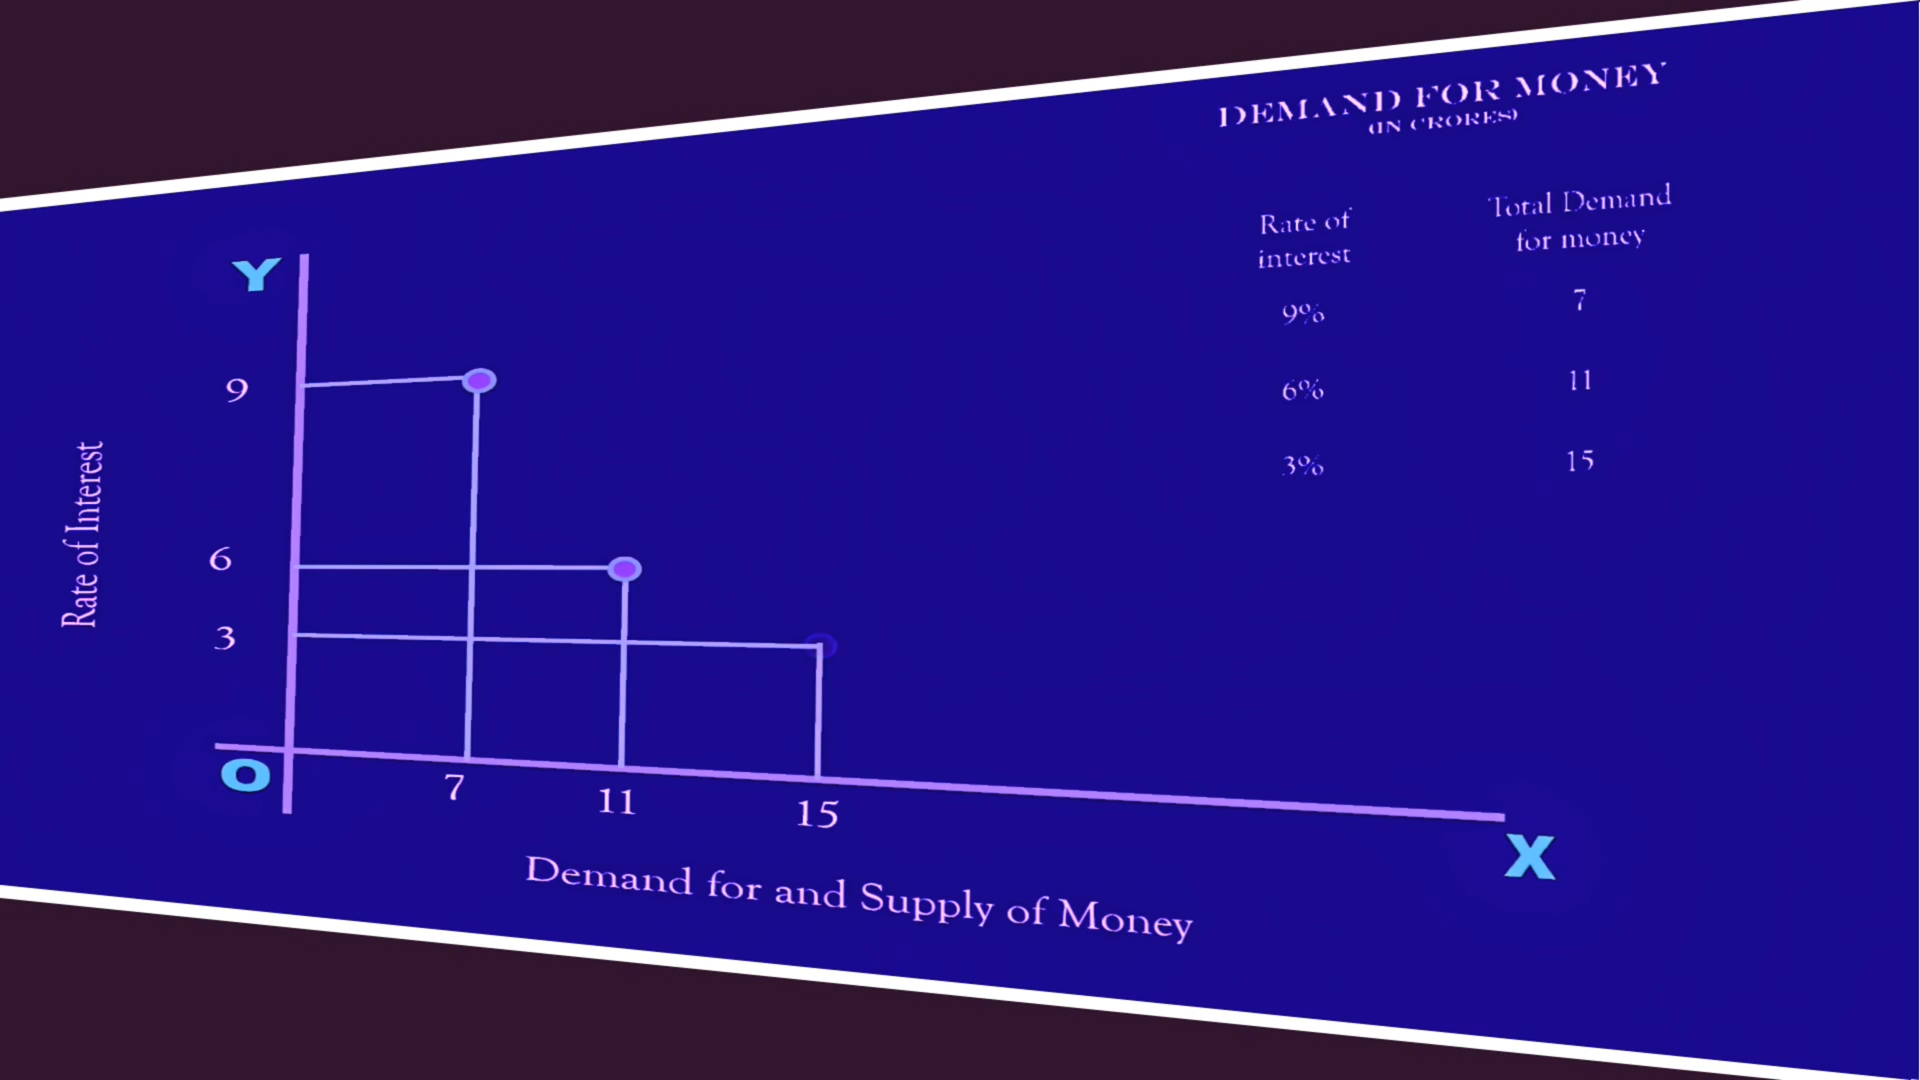 DEMAND FOR MONEY
(IN CRORES)
Rate of
interest
Total Demand
for money
9%
7
6%
11
3%
15
Y
9
6
3
Rate of Interest
O
7
11
15
X
Demand for and Supply of Money